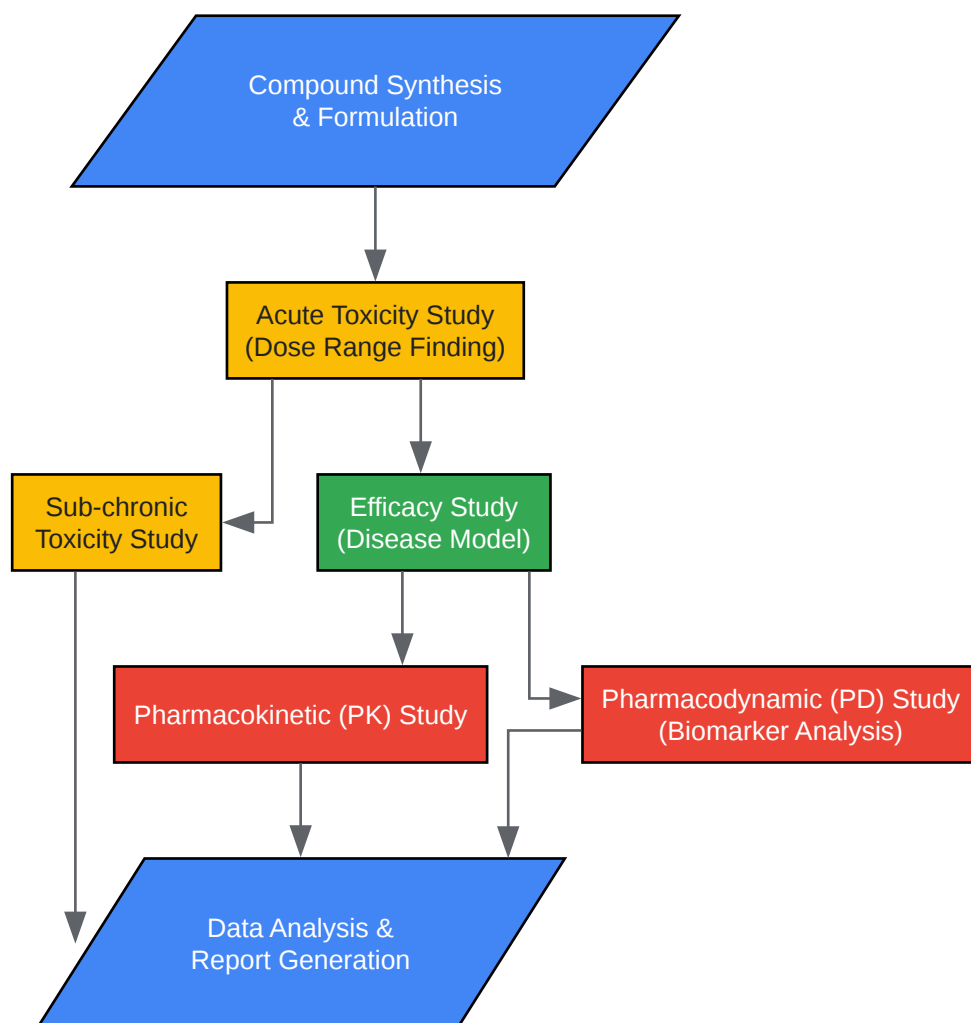 Compound Synthesis
& Formulation
Acute Toxicity Study
(Dose Range Finding)
Sub-chronic
Toxicity Study
Efficacy Study
(Disease Model)
Pharmacokinetic (PK) Study
Pharmacodynamic (PD) Study
(Biomarker Analysis)
Data Analysis &
Report Generation